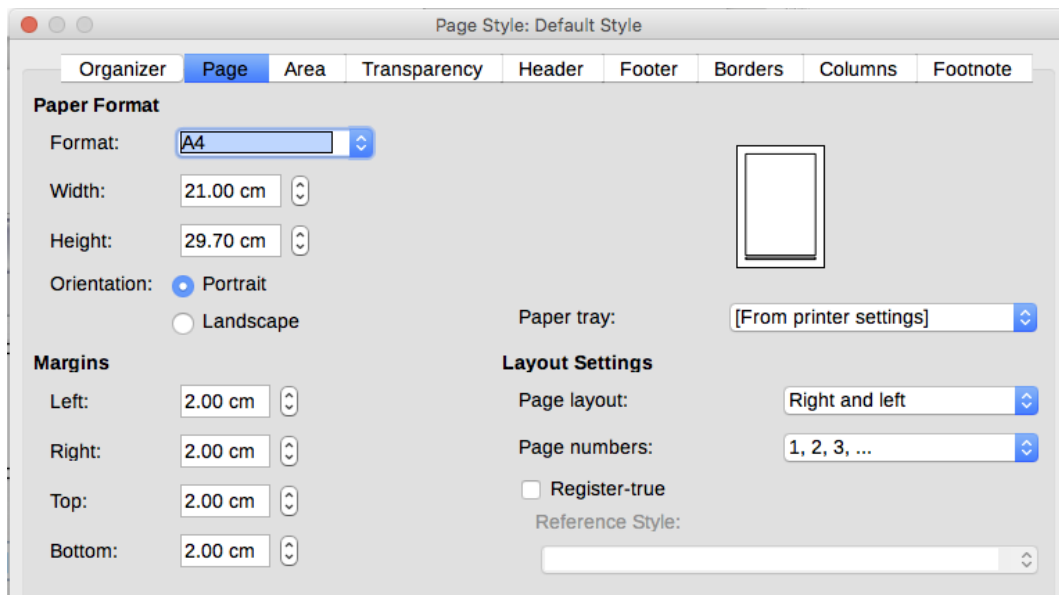 Page Style: Default Style
Organizer Page Area Transparency Header Footer Borders Columns Footnote
Paper Format
Format: A4
Width: 21.00 cm
Height: 29.70 cm
Orientation: Portrait
Landscape
Paper tray: [From printer settings]
Margins
Left: 2.00 cm
Right: 2.00 cm
Top: 2.00 cm
Bottom: 2.00 cm
Layout Settings
Page layout: Right and left
Page numbers: 1, 2, 3, ...
Register-true
Reference Style: